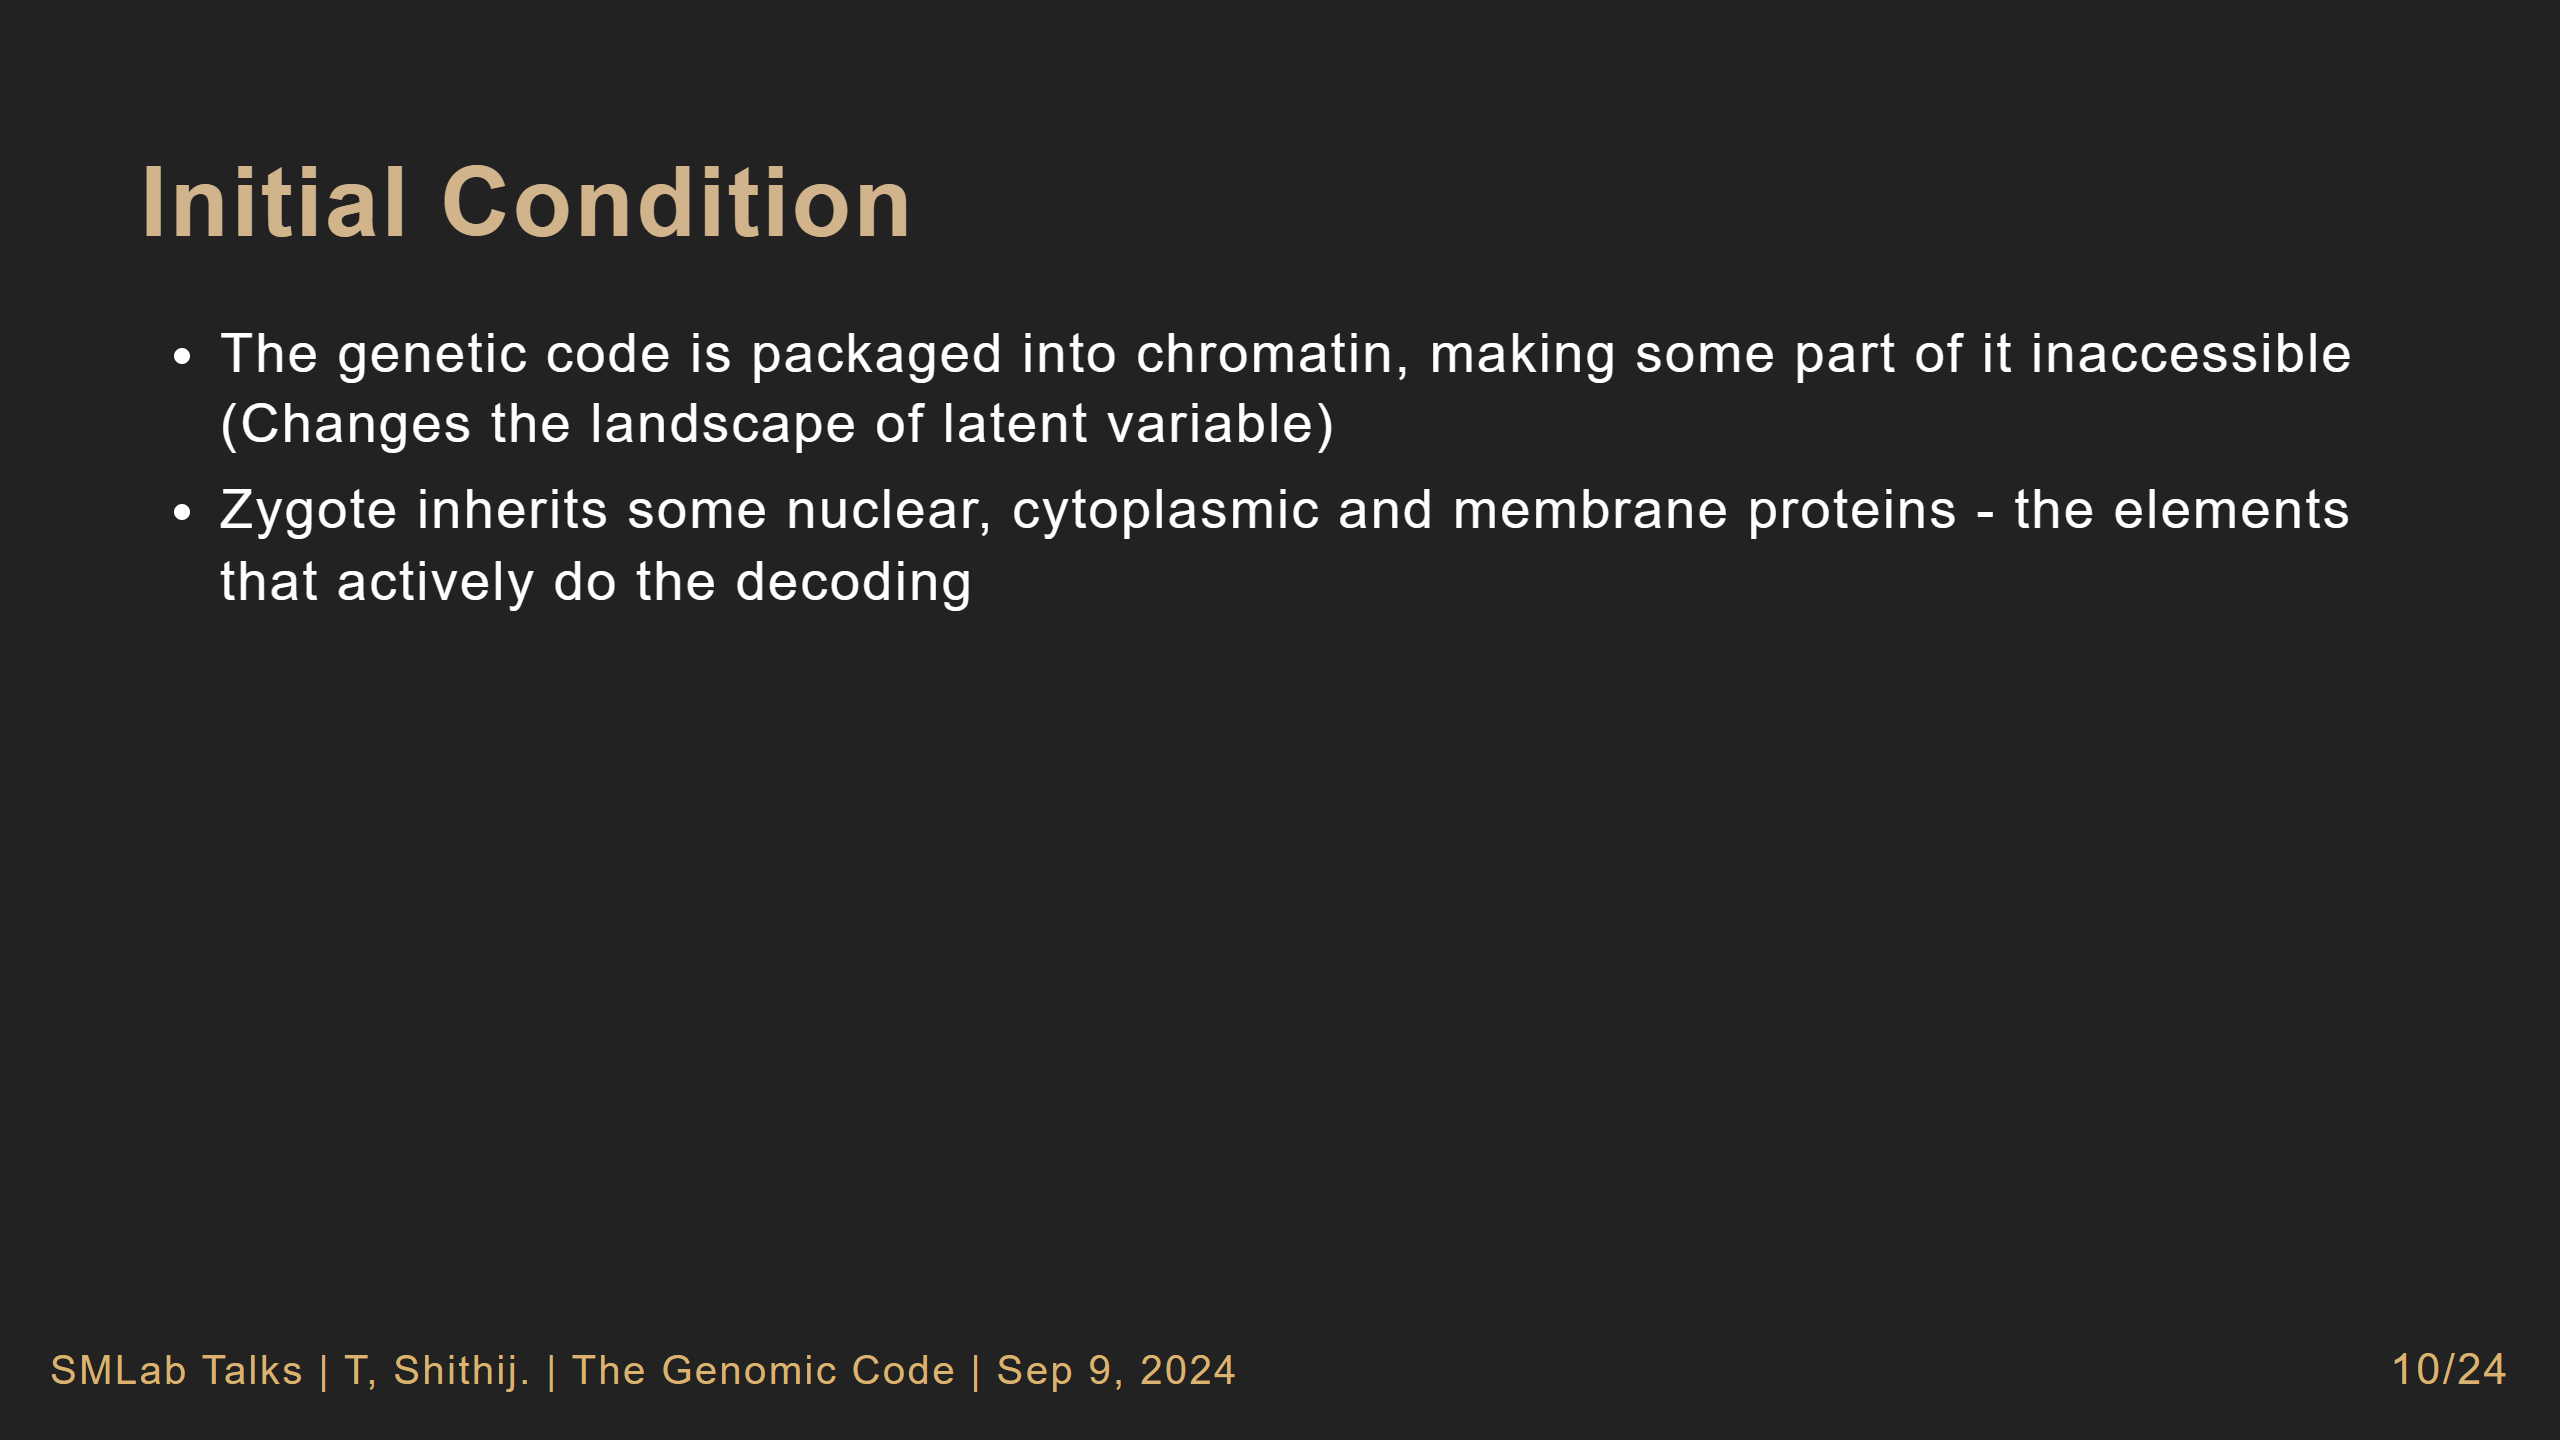 Initial Condition
• The genetic code is packaged into chromatin, making some part of it inaccessible
(Changes the landscape of latent variable)
• Zygote inherits some nuclear, cytoplasmic and membrane proteins - the elements
that actively do the decoding
SMLab Talks | T, Shithij. | The Genomic Code | Sep 9, 2024
10/24